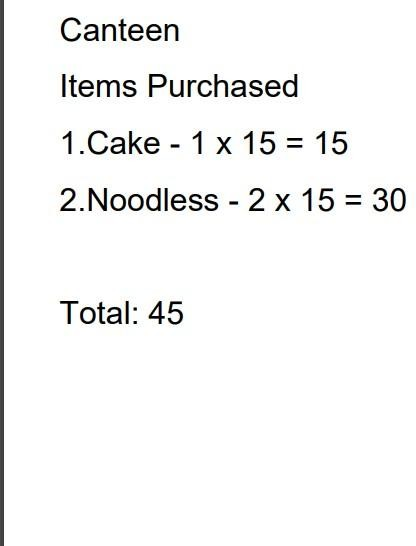 Canteen
Items Purchased
1.Cake - 1 x 15 = 15
2.Noodless - 2 x 15 = 30
Total: 45